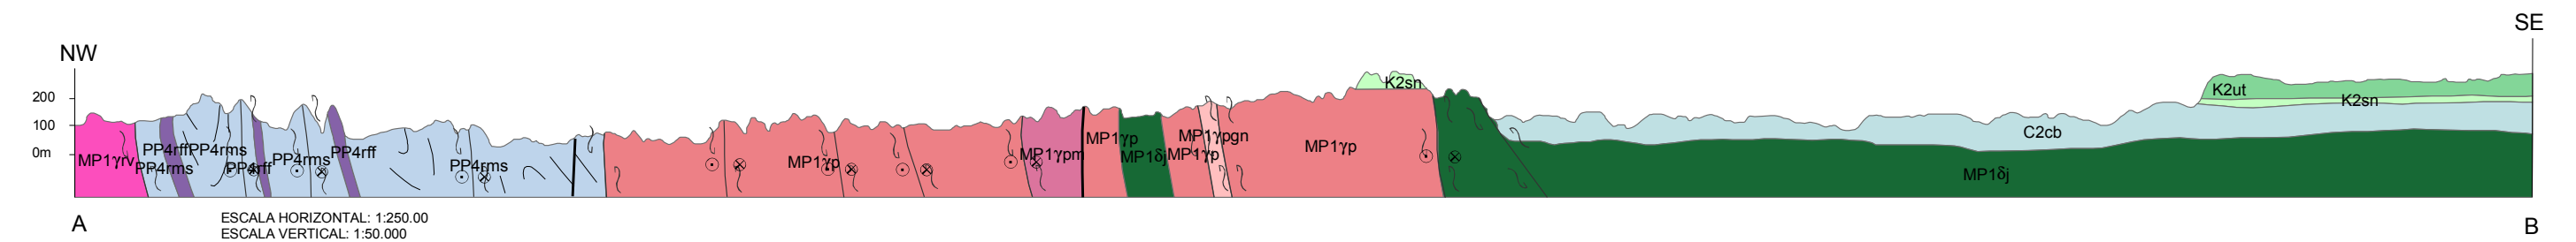 NW
SE
200
100
0m
K2sn
K2ut
K2sn
C2cb
MP1δj
MP1γrv
PP4rff
PP4rms
PP4rms
PP4rff
PP4rms
PP4rff
PP4rms
MP1γp
MP1γpm
MP1γp
MP1δj
MP1γp
MP1γpgn
MP1γp
A
B
ESCALA HORIZONTAL: 1:250.00
ESCALA VERTICAL: 1:50.000